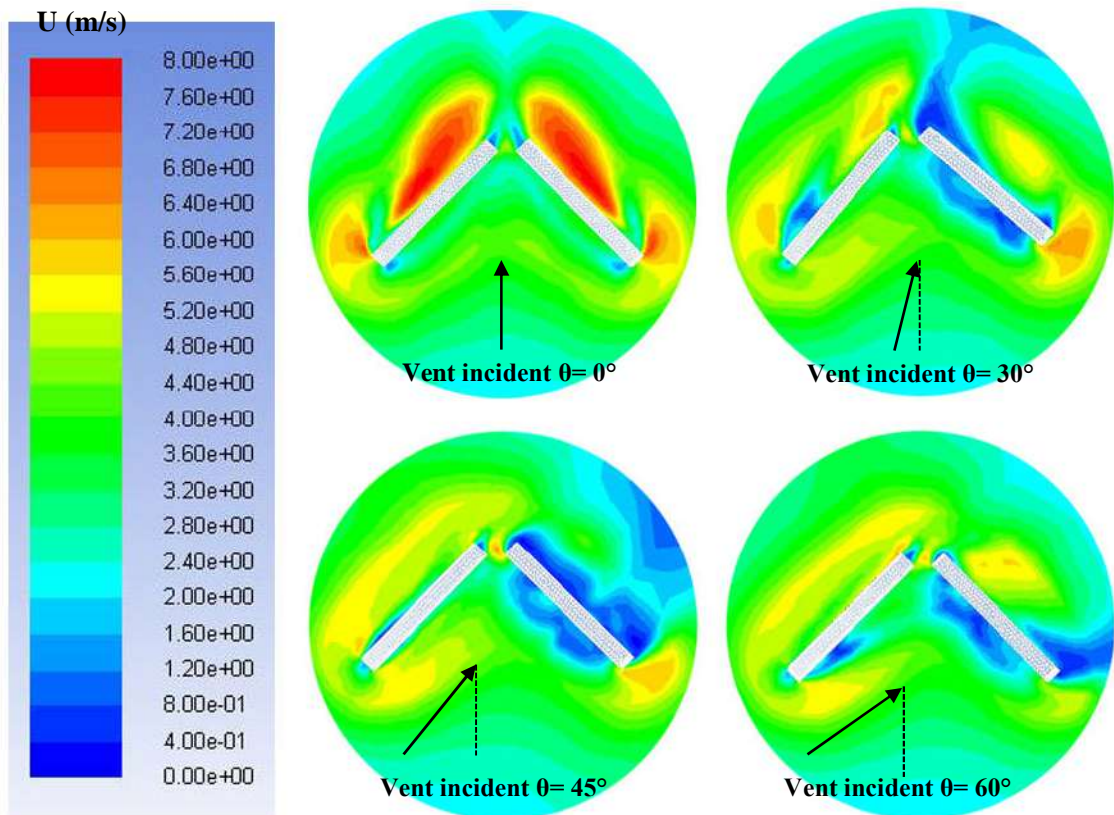 U (m/s)
8.00e+00
7.60e+00
7.20e+00
6.80e+00
6.40e+00
6.00e+00
5.60e+00
5.20e+00
4.80e+00
4.40e+00
4.00e+00
3.60e+00
3.20e+00
2.80e+00
2.40e+00
2.00e+00
1.60e+00
1.20e+00
8.00e-01
4.00e-01
0.00e+00
Vent incident θ= 0°
Vent incident θ= 30°
Vent incident θ= 45°
Vent incident θ= 60°